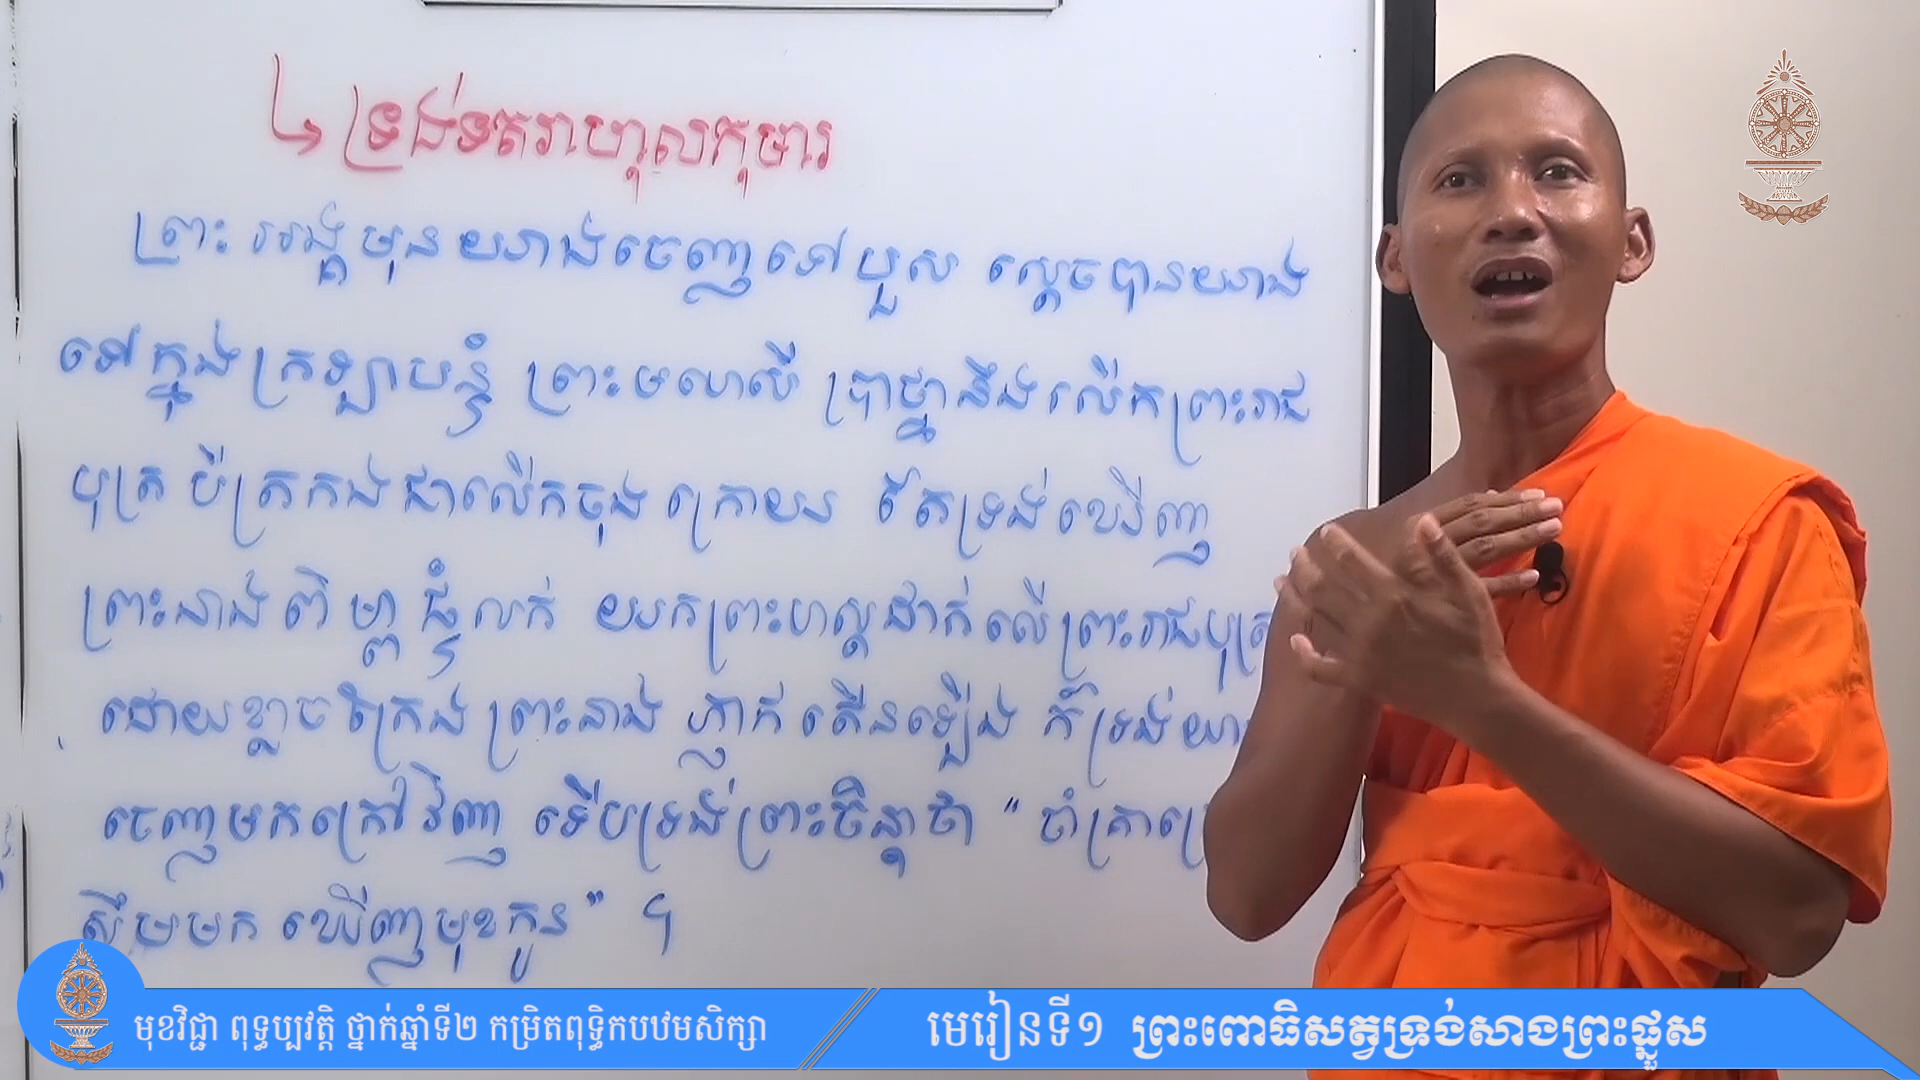 ទ្រង់ទតរាហុលកុមារ
ព្រះអង្គមុនយាងចេញទៅបួស ស្ដេចបានយាង
ទៅក្នុងក្រឡាបន្ទំ ព្រះមហេសី ប្រាថ្នានឹងលើកព្រះរាជ
បុត្រ បីត្រកងជាលើកចុងក្រោយ តែទ្រង់ឃើញ
ព្រះនាងពិម្ពាផ្ទំលក់ យកព្រះហស្តដាក់លើព្រះរាជបុត្រ
ដោយខ្លាចក្រែងព្រះនាងភ្ញាក់តើនឡើង ក៏ទ្រង់យាង
ចេញមកក្រៅវិញ ទើបទ្រង់ព្រះចិន្តាថា “ ចាំត្រាស់
សឹមមកឃើញមុខកូន” ។
មុខវិជ្ជា ពុទ្ធប្បវត្តិ ថ្នាក់ឆ្នាំទី២ កម្រិតពុទ្ធិកបឋមសិក្សា
មេរៀនទី១ ព្រះពោធិសត្វទ្រង់សាងព្រះផ្នួស